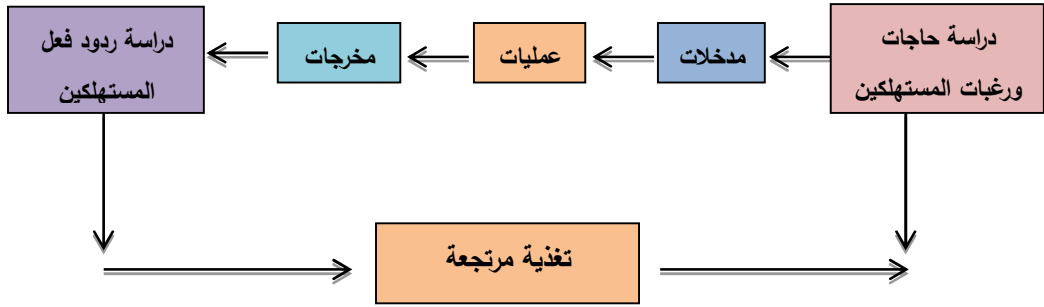 دراسة حاجات
ورغبات المستهلكين
مدخلات
عمليات
مخرجات
دراسة ردود فعل
المستهلكين
تغذية مرتجعة